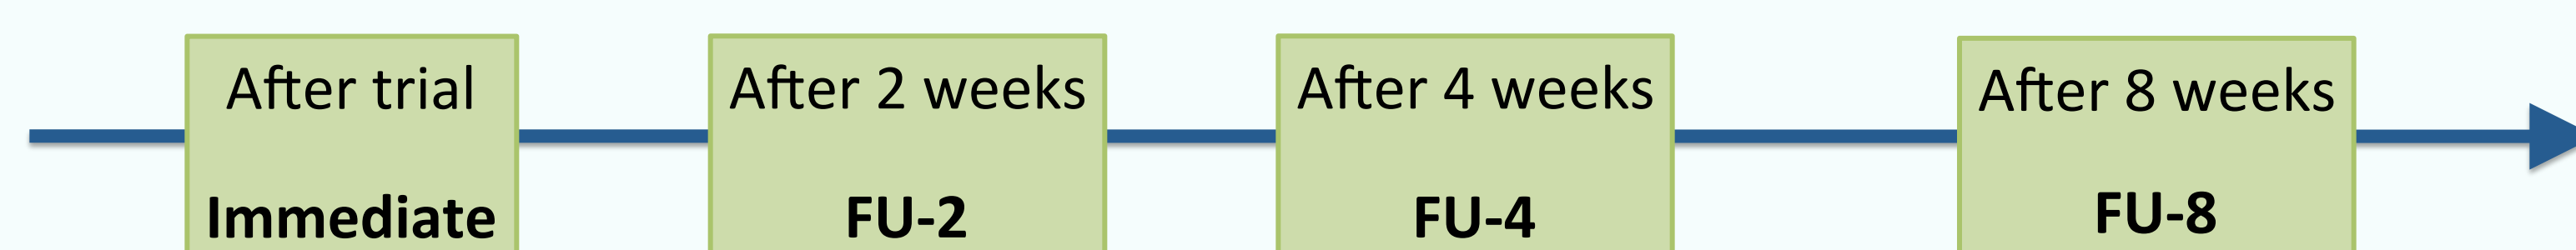 After trial
Immediate
After 2 weeks
FU-2
After 4 weeks
FU-4
After 8 weeks
FU-8